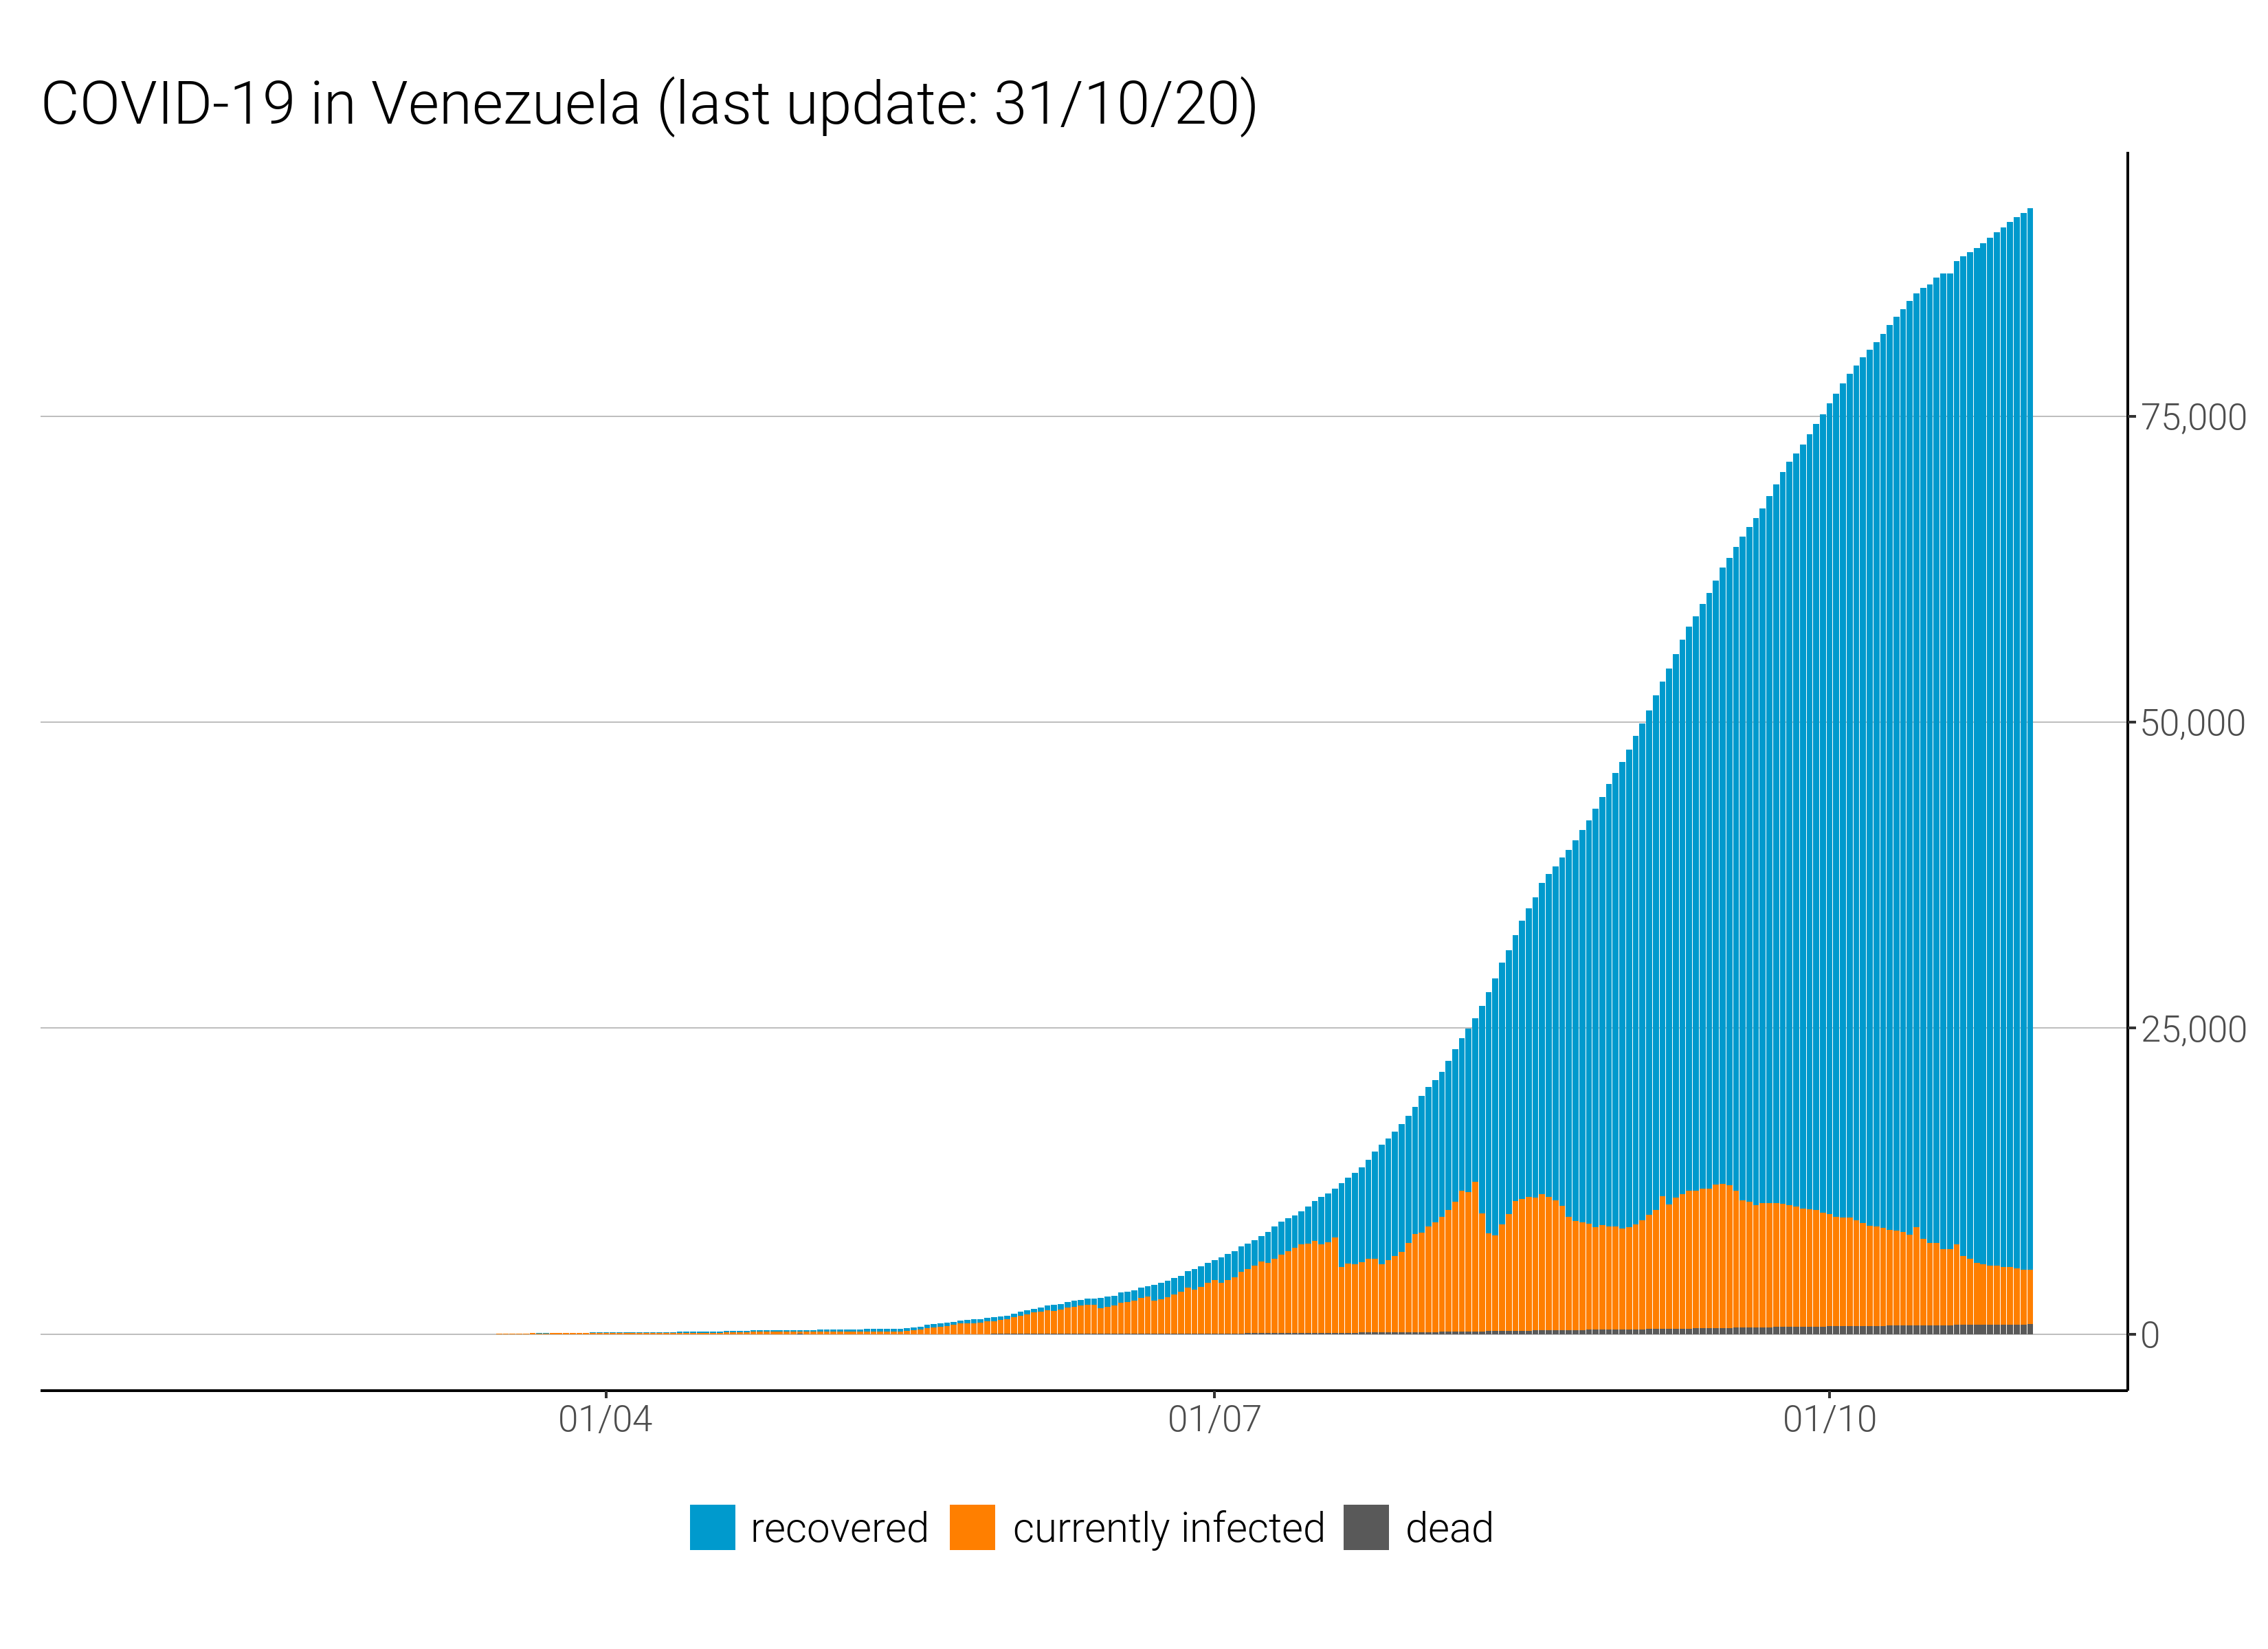 COVID-19 in Venezuela (last update: 31/10/20)
75,000
50,000
25,000
0
01/04 01/07 01/10
recovered currently infected dead